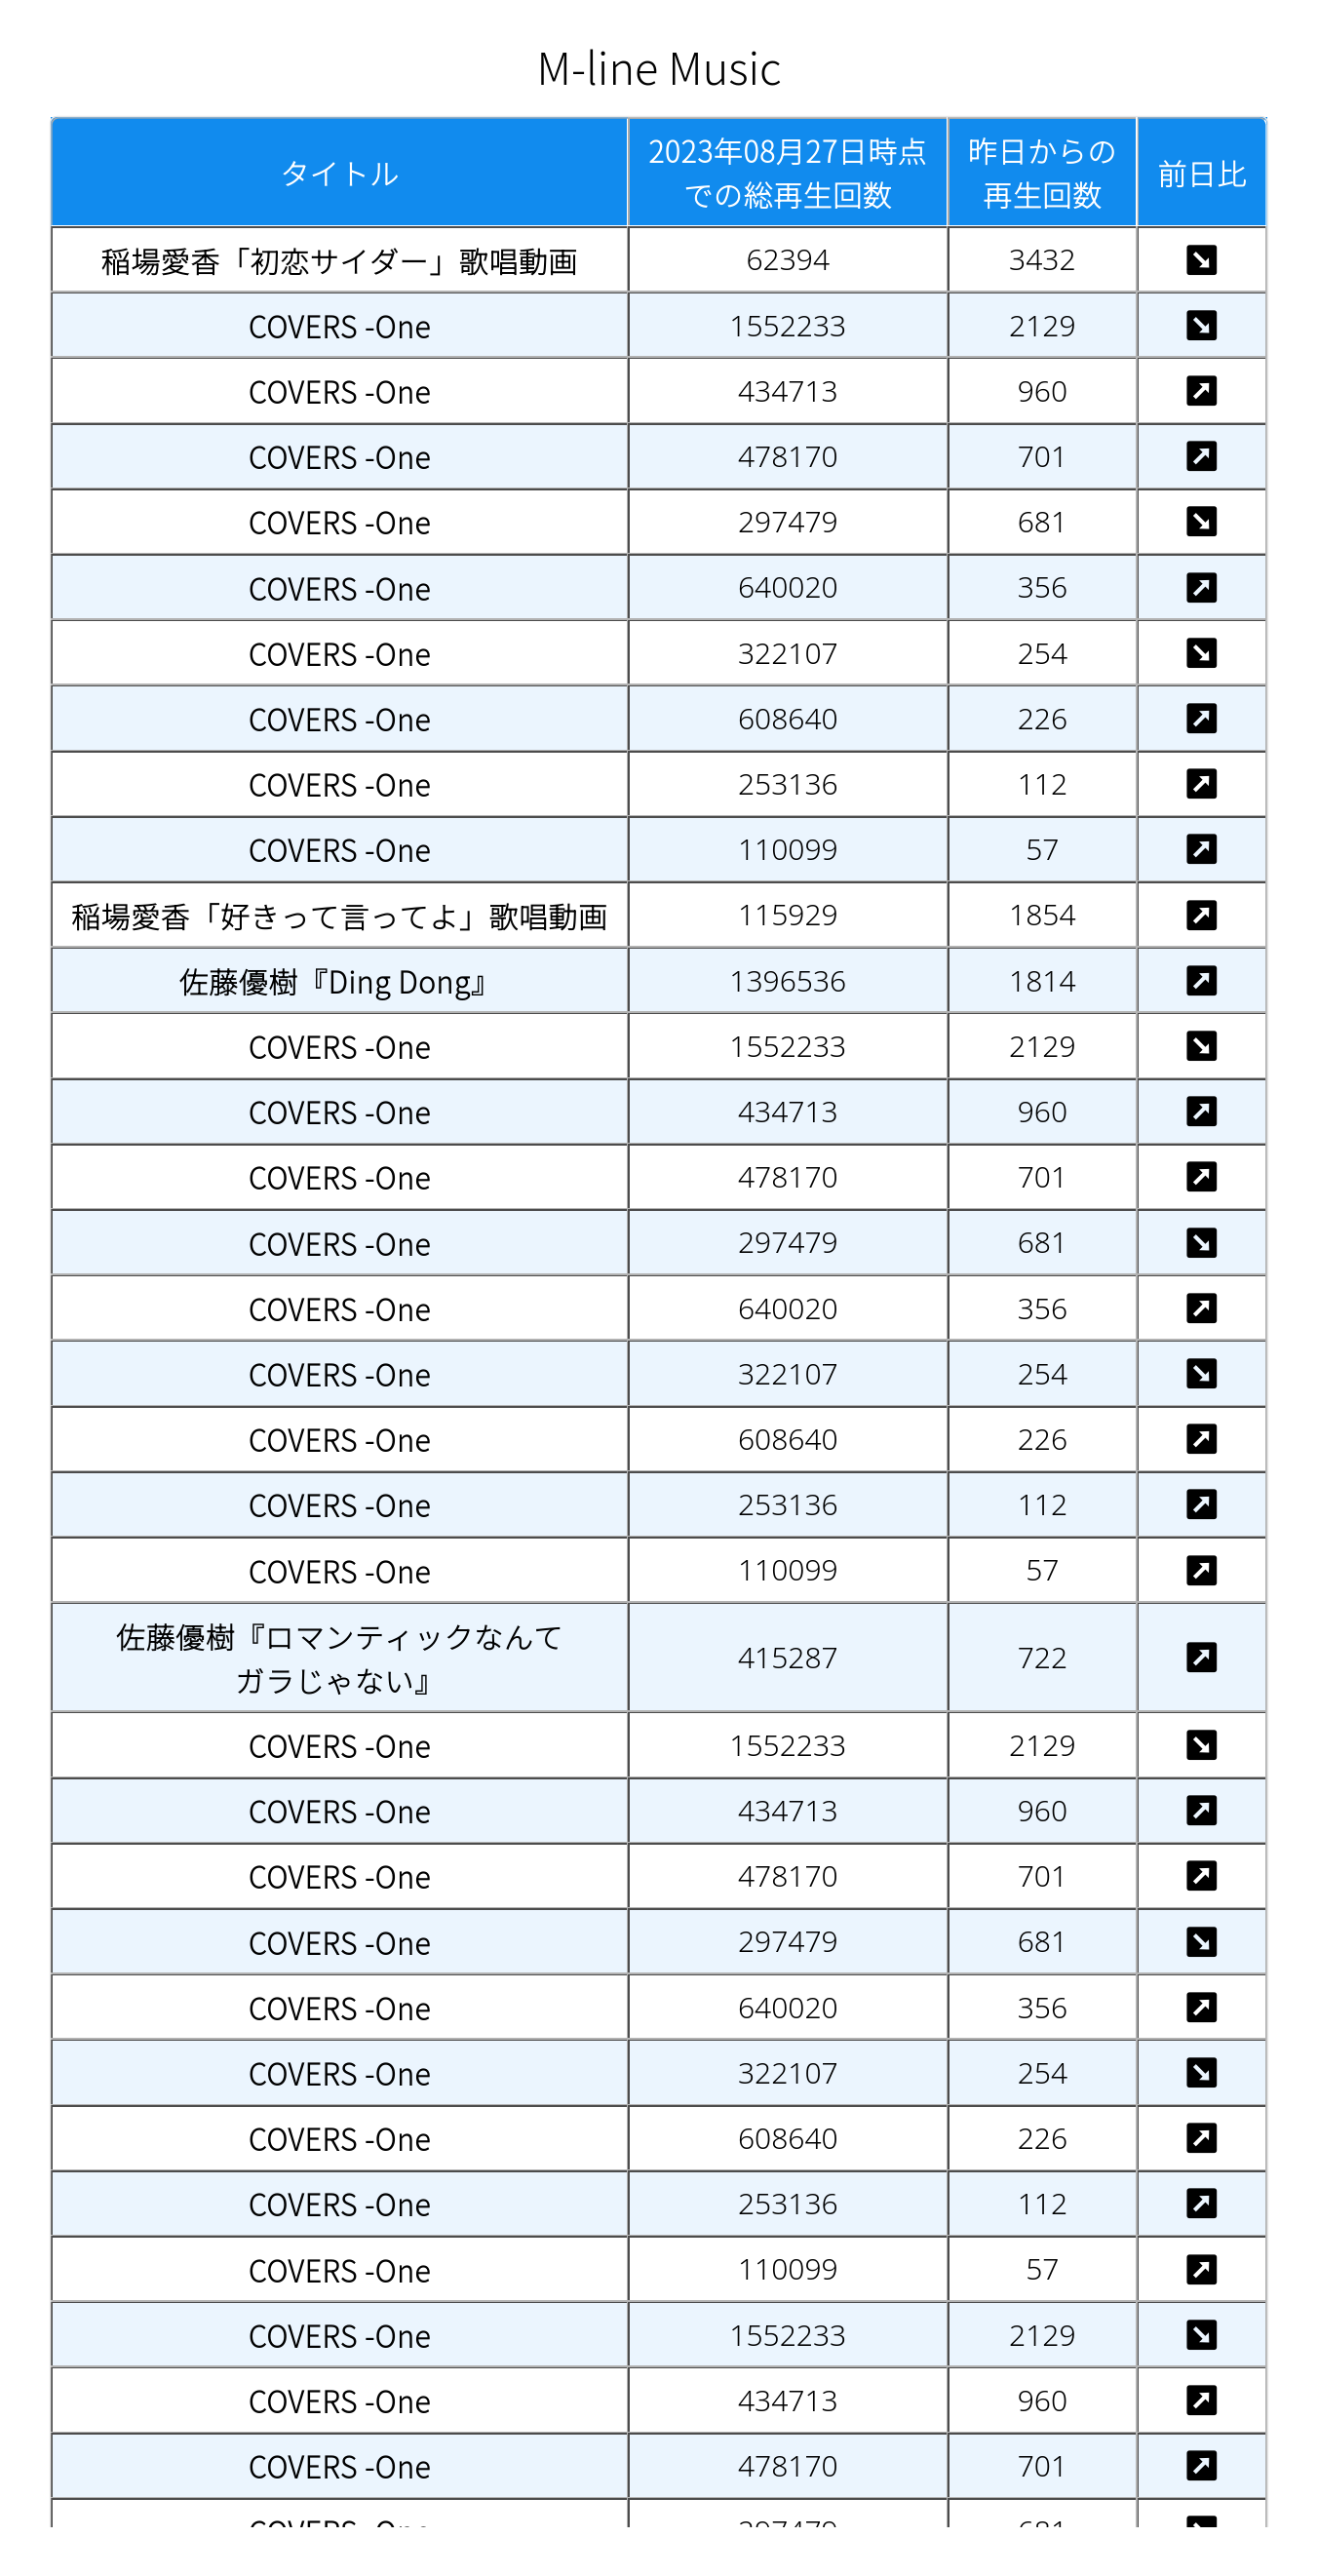 M-line Music
タイトル 2023年08月27日時点 での総再生回数 昨日からの 再生回数 前日比
稲場愛香「初恋サイダー」歌唱動画 62394 3432
COVERS -One 1552233 2129
COVERS -One 434713 960
COVERS -One 478170 701
COVERS -One 297479 681
COVERS -One 640020 356
COVERS -One 322107 254
COVERS -One 608640 226
COVERS -One 253136 112
COVERS -One 110099 57
稲場愛香「好きって言ってよ」歌唱動画 115929 1854
佐藤優樹『Ding Dong』 1396536 1814
COVERS -One 1552233 2129
COVERS -One 434713 960
COVERS -One 478170 701
COVERS -One 297479 681
COVERS -One 640020 356
COVERS -One 322107 254
COVERS -One 608640 226
COVERS -One 253136 112
COVERS -One 110099 57
佐藤優樹『ロマンティックなんて
ガラじゃない』 415287 722
COVERS -One 1552233 2129
COVERS -One 434713 960
COVERS -One 478170 701
COVERS -One 297479 681
COVERS -One 640020 356
COVERS -One 322107 254
COVERS -One 608640 226
COVERS -One 253136 112
COVERS -One 110099 57
COVERS -One 1552233 2129
COVERS -One 434713 960
COVERS -One 478170 701